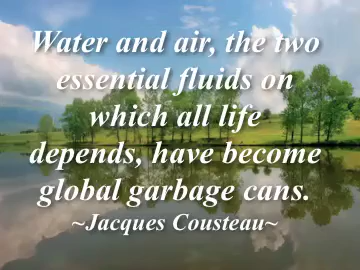 Water and air, the two
essential fluids on
which all life
depends, have become
global garbage cans.
~Jacques Cousteau~